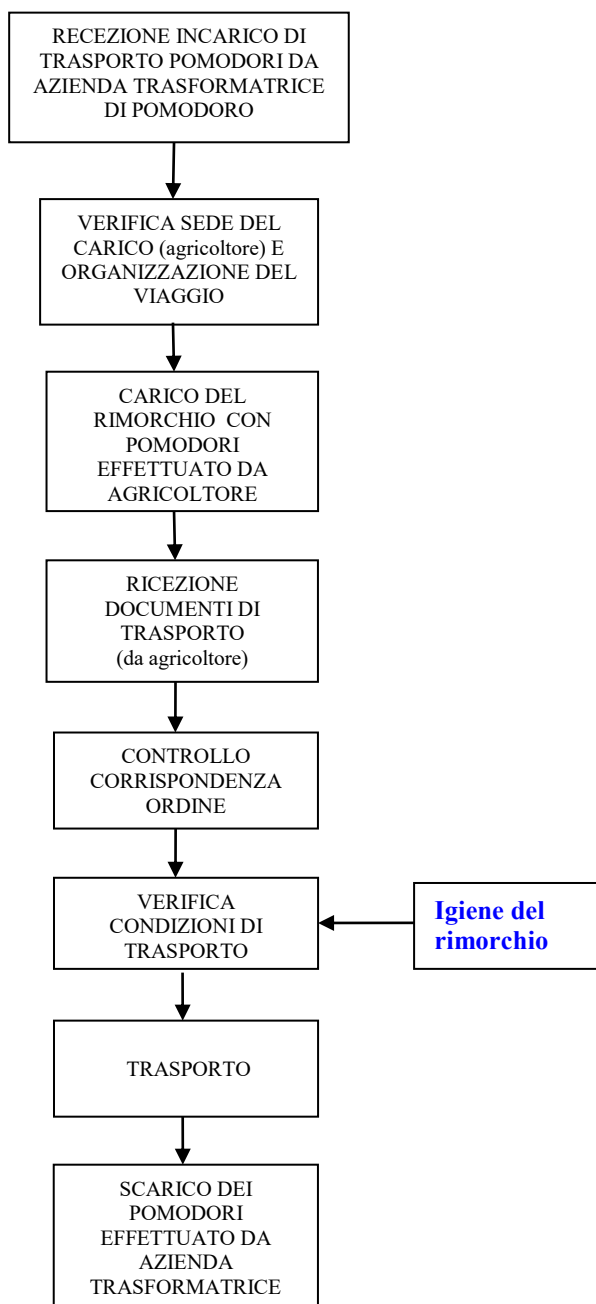 RECEZIONE INCARICO DI
TRASPORTO POMODORI DA
AZIENDA TRASFORMATRICE
DI POMODORO
VERIFICA SEDE DEL
CARICO (agricoltore) E
ORGANIZZAZIONE DEL
VIAGGIO
CARICO DEL
RIMORCHIO CON
POMODORI
EFFETTUATO DA
AGRICOLTORE
RICEZIONE
DOCUMENTI DI
TRASPORTO
(da agricoltore)
CONTROLLO
CORRISPONDENZA
ORDINE
VERIFICA
CONDIZIONI DI
TRASPORTO
Igiene del
rimorchio
TRASPORTO
SCARICO DEI
POMODORI
EFFETTUATO DA
AZIENDA
TRASFORMATRICE